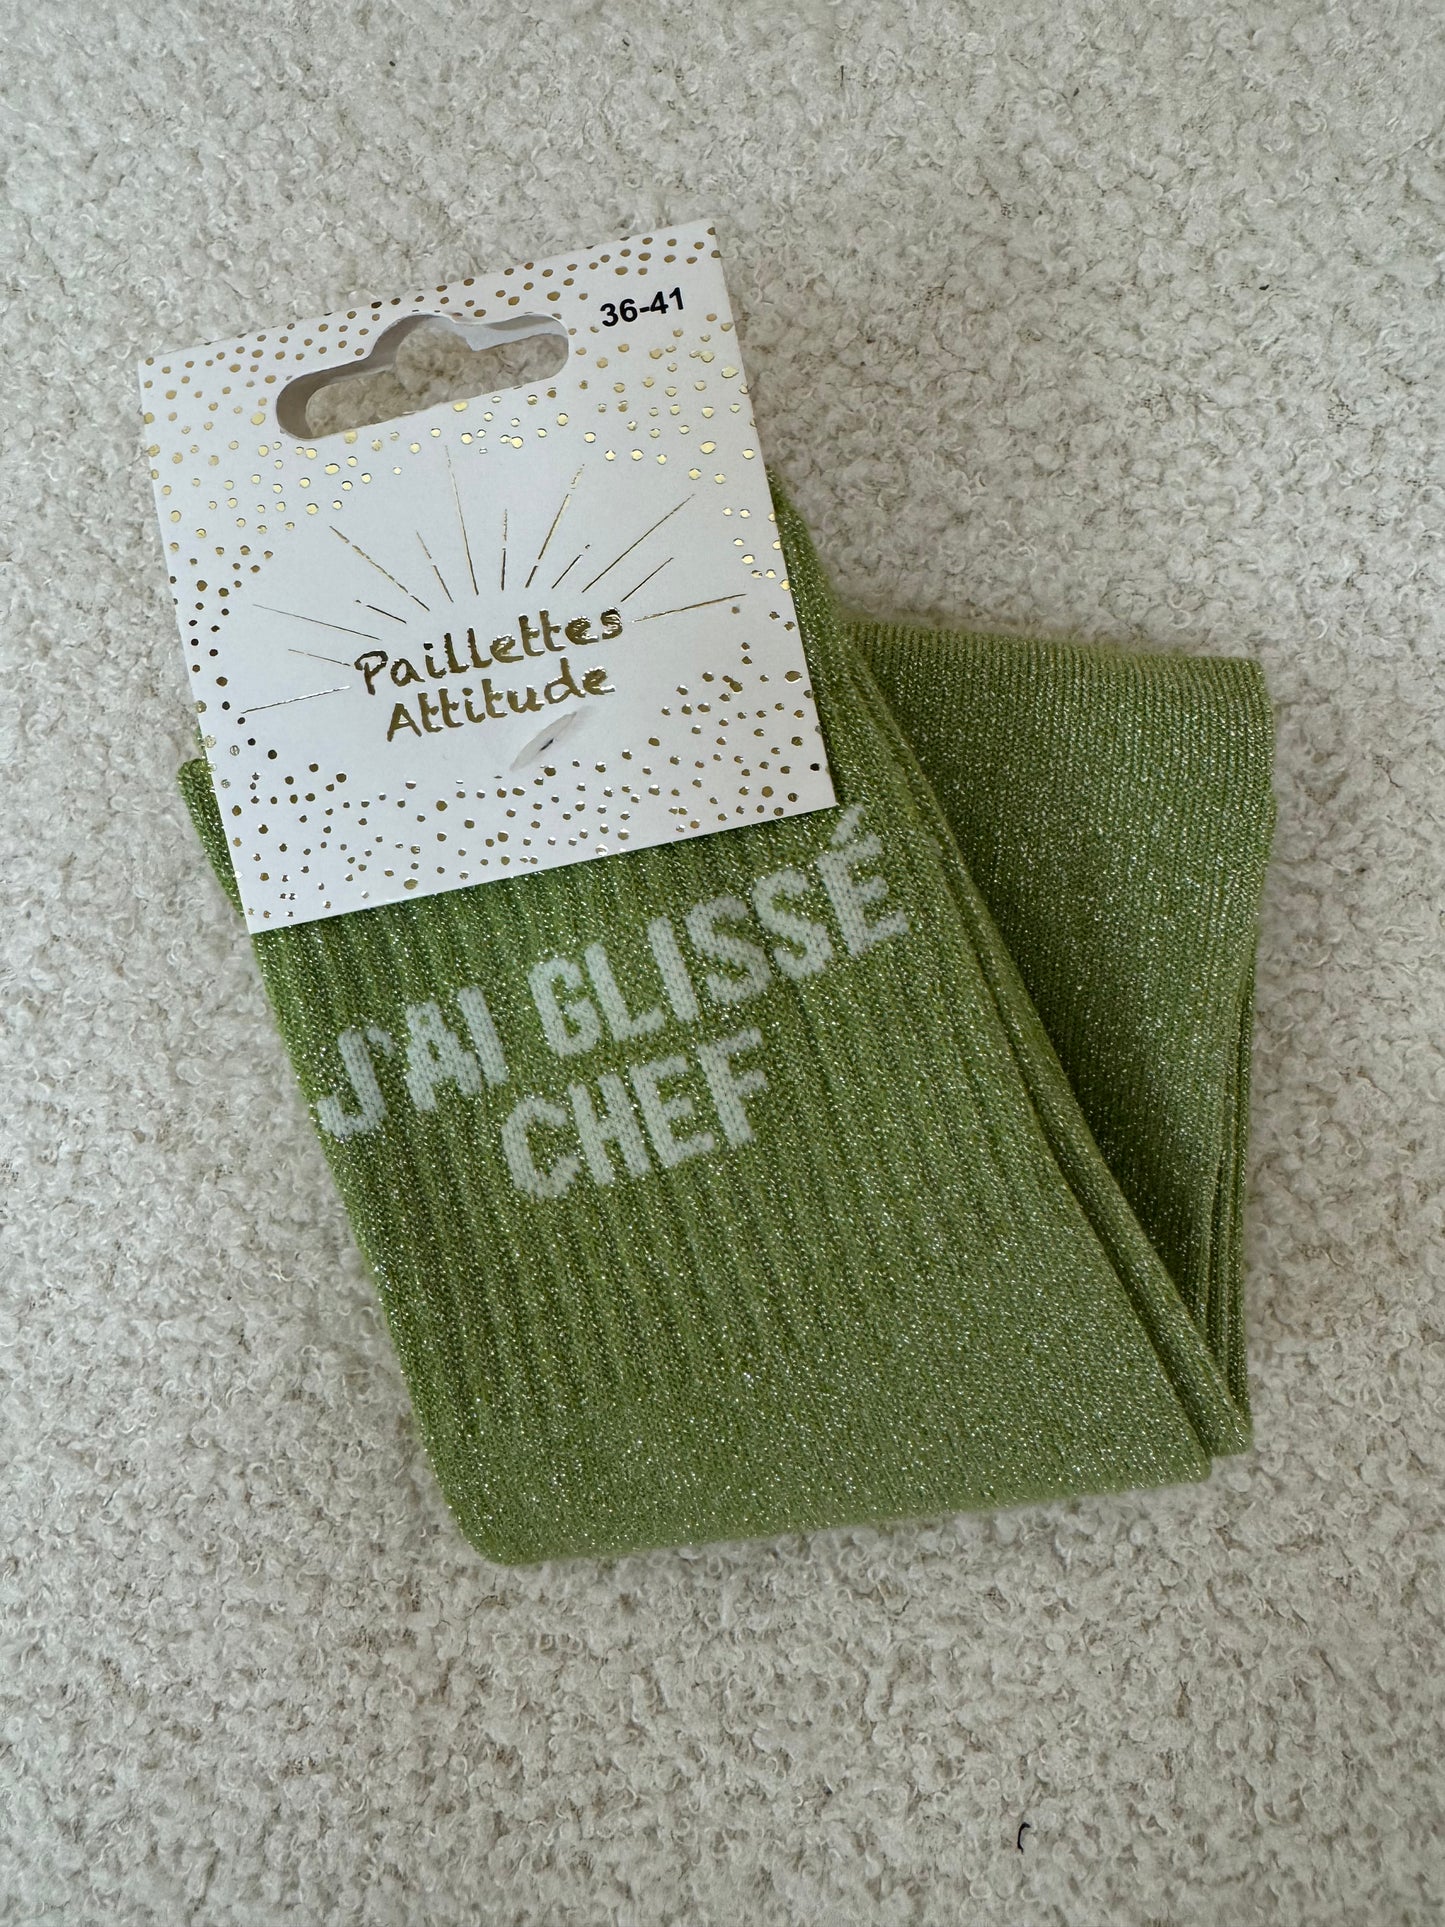 36-41
Paillettes
Attitude
J'AI GLISSÉ
CHEF